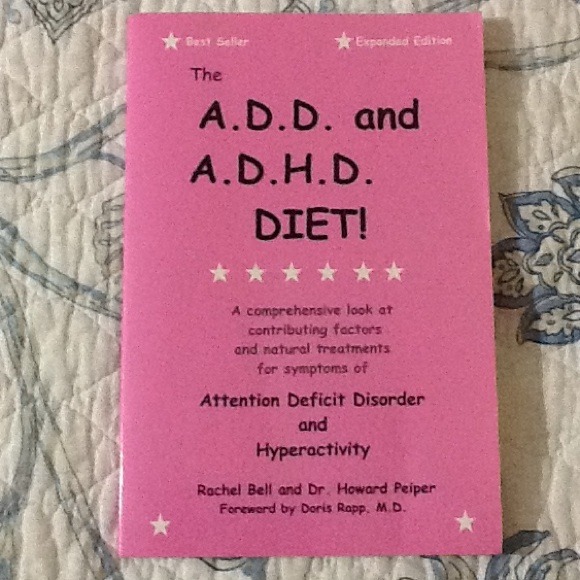 Best Seller Expanded Edition
The
A.D.D. and
A.D.H.D.
DIET!
A comprehensive look at
contributing factors
and natural treatments
for symptoms of
Attention Deficit Disorder
and
Hyperactivity
Rachel Bell and Dr. Howard Peiper
Foreword by Doris Rapp, M.D.